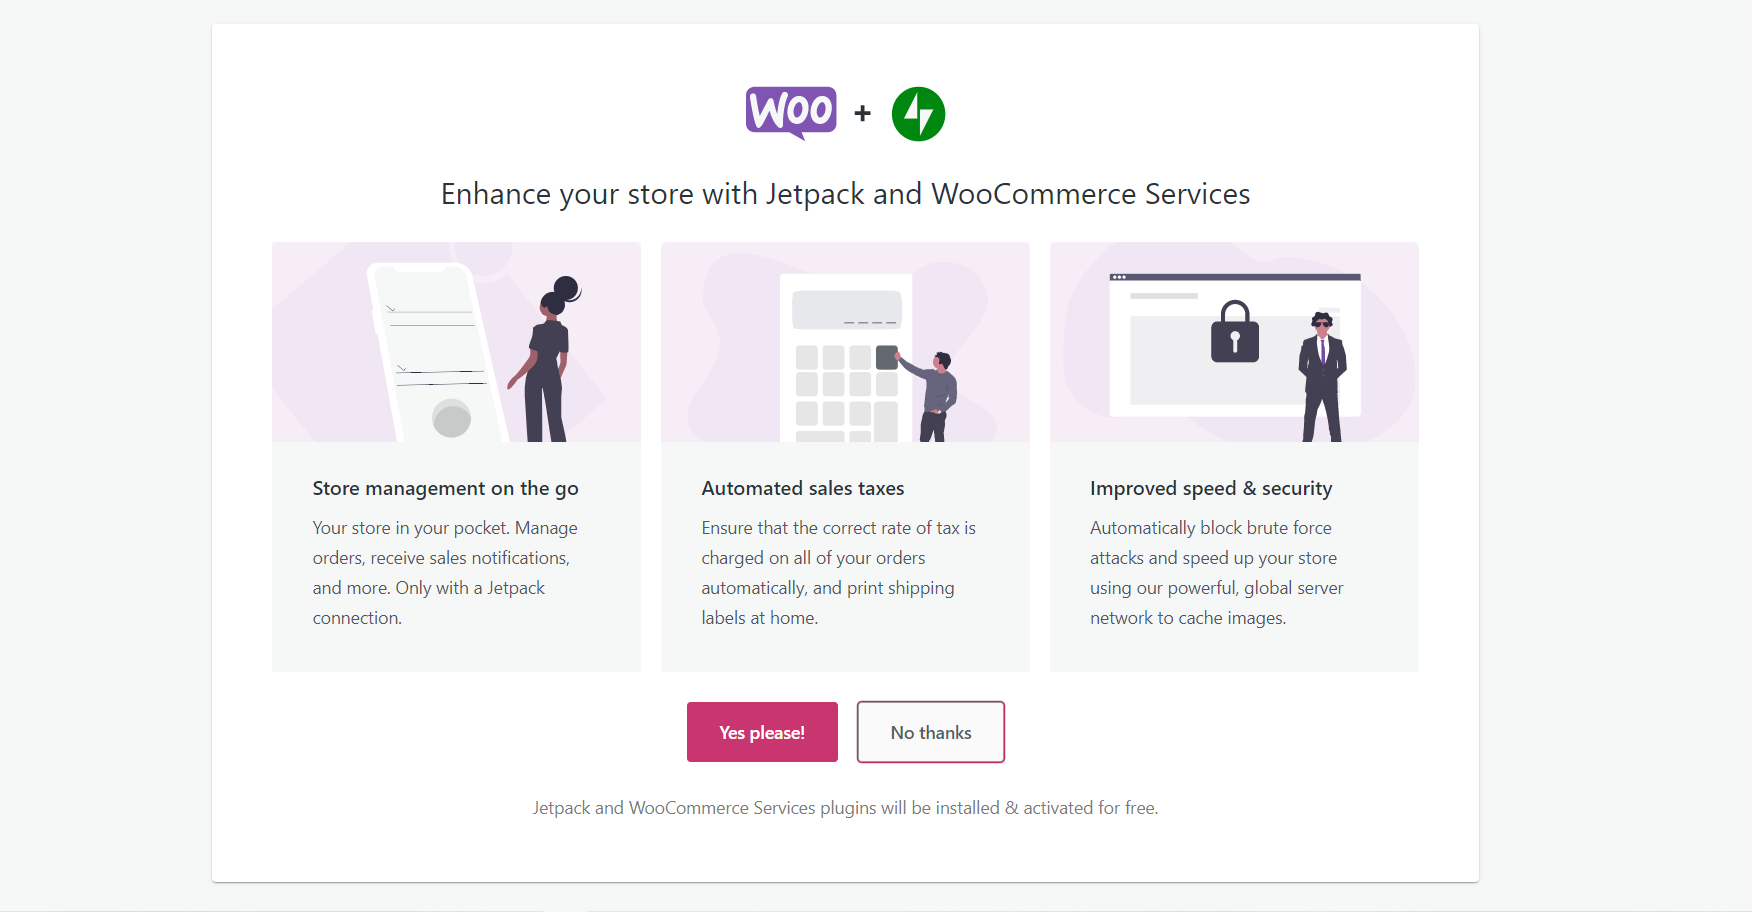 Woo +
Enhance your store with Jetpack and WooCommerce Services
Store management on the go
Your store in your pocket. Manage
orders, receive sales notifications,
and more. Only with a Jetpack
connection.
Automated sales taxes
Ensure that the correct rate of tax is
charged on all of your orders
automatically, and print shipping
labels at home.
Improved speed & security
Automatically block brute force
attacks and speed up your store
using our powerful, global server
network to cache images.
Yes please!
No thanks
Jetpack and WooCommerce Services plugins will be installed & activated for free.